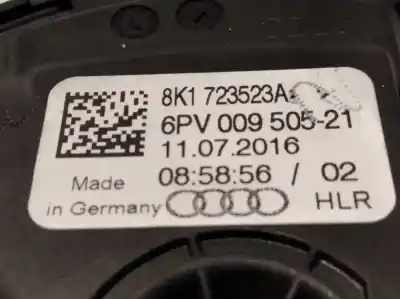 8K1 723523A
6PV 009 505-21
11.07.2016
Made 08:58:56 / 02
in Germany HLR